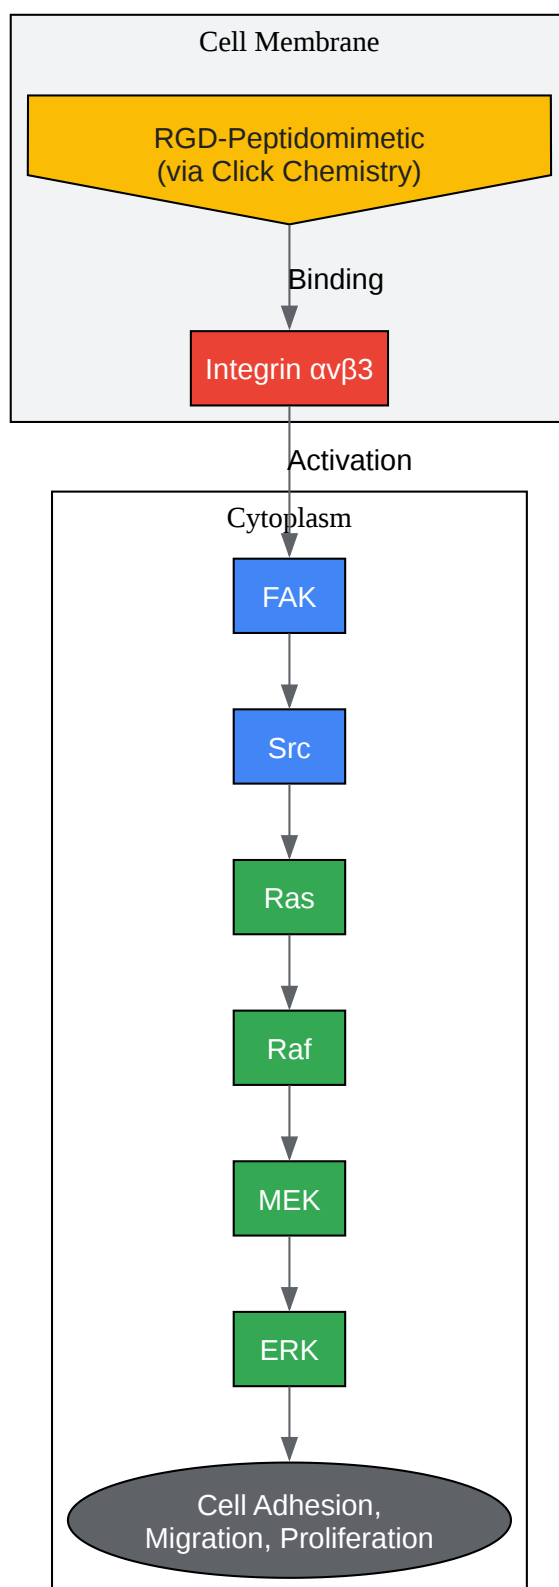 Cell Membrane
RGD-Peptidomimetic
(via Click Chemistry)
Binding
Integrin αvβ3
Activation
Cytoplasm
FAK
Src
Ras
Raf
MEK
ERK
Cell Adhesion,
Migration, Proliferation